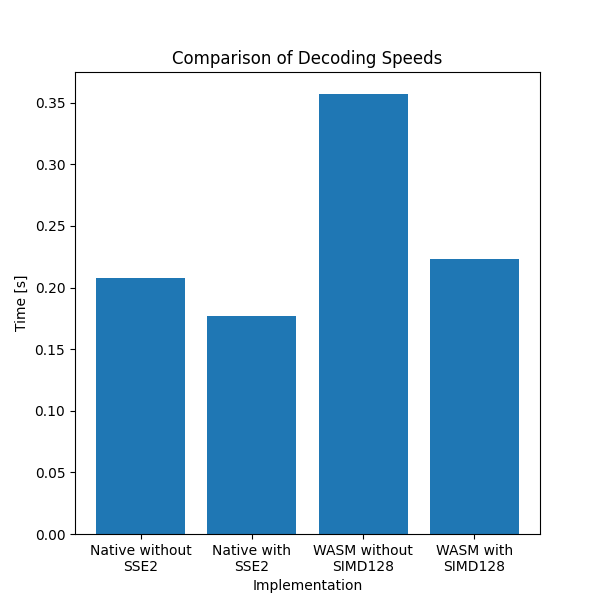 Comparison of Decoding Speeds
Time [s]
0.35
0.30
0.25
0.20
0.15
0.10
0.05
0.00
Native without
SSE2
Native with
SSE2
WASM without
SIMD128
WASM with
SIMD128
Implementation